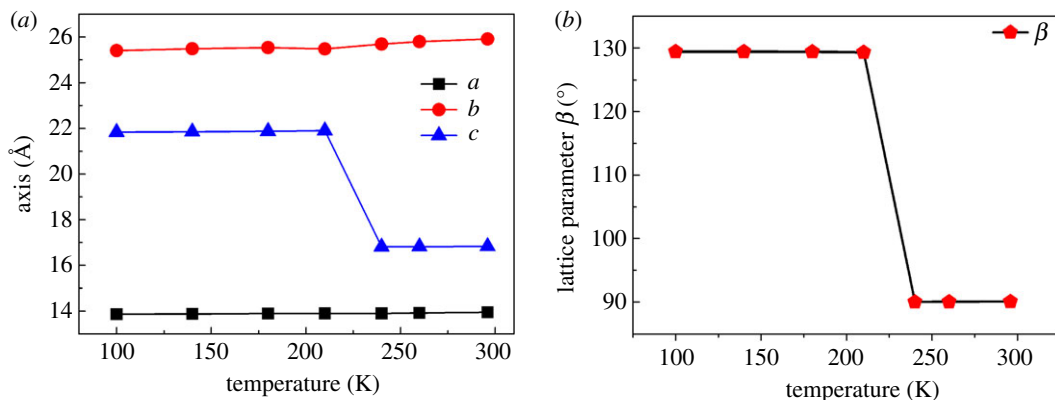 (a)
26
24
22
20
18
16
14
axis (Å)
a
b
c
100
150
200
250
300
temperature (K)
(b)
130
120
110
100
90
lattice parameter β (°)
β
100
150
200
250
300
temperature (K)